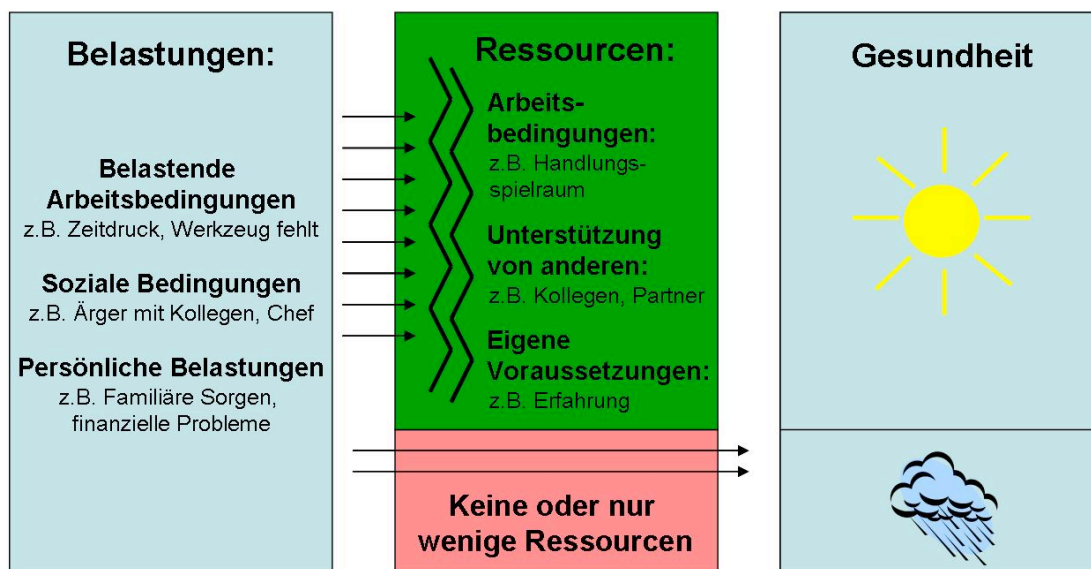 Belastungen:
Belastende
Arbeitsbedingungen
z.B. Zeitdruck, Werkzeug fehlt
Soziale Bedingungen
z.B. Ärger mit Kollegen, Chef
Persönliche Belastungen
z.B. Familiäre Sorgen,
finanzielle Probleme
Ressourcen:
Arbeits-
bedingungen:
z.B. Handlungs-
spielraum
Unterstützung
von anderen:
z.B. Kollegen, Partner
Eigene
Voraussetzungen:
z.B. Erfahrung
Keine oder nur
wenige Ressourcen
Gesundheit